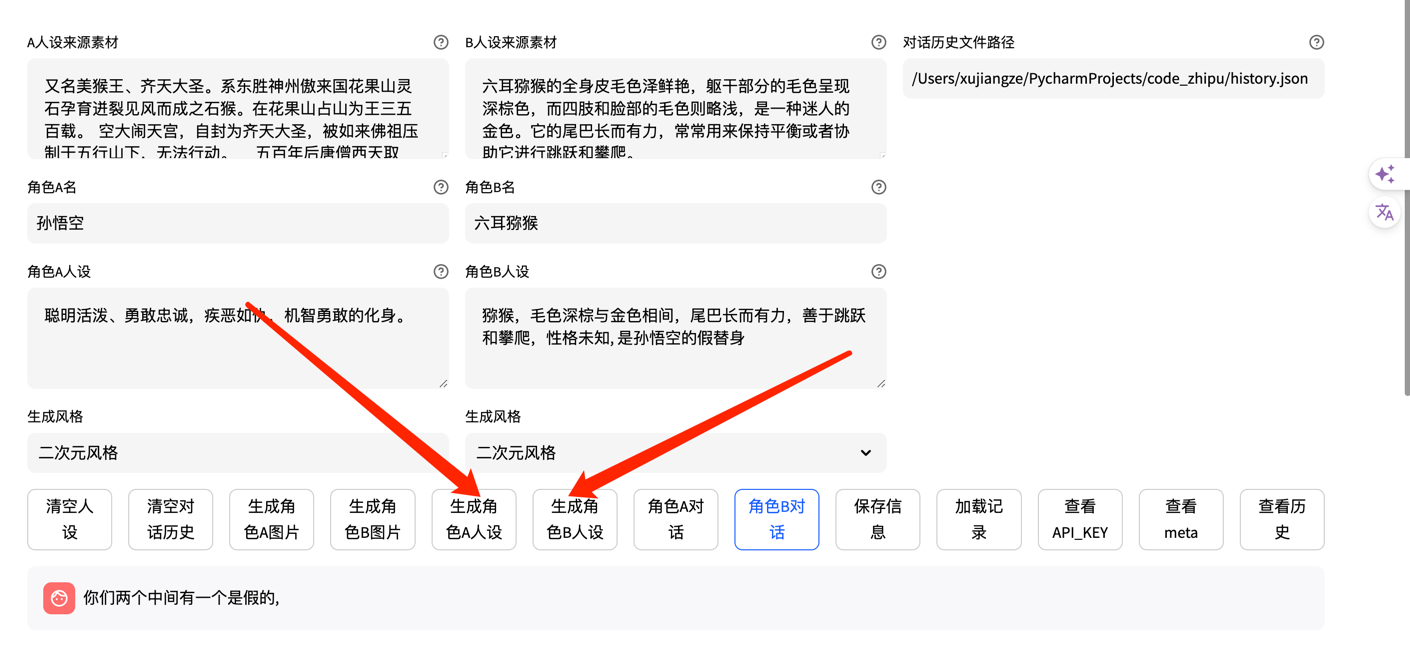 A人设来源素材
B人设来源素材
对话历史文件路径
又名美猴王、齐天大圣。系东胜神州傲来国花果山灵
石孕育迸裂见风而成之石猴。在花果山占山为王三五
百载。 空大闹天宫，自封为齐天大圣，被如来佛祖压
制于五行山下，无法行动。 五百年后唐僧西天取
六耳猕猴的全身皮毛色泽鲜艳，躯干部分的毛色呈现
深棕色，而四肢和脸部的毛色则略浅，是一种迷人的
金色。它的尾巴长而有力，常常用来保持平衡或者协
助它进行跳跃和攀爬。
/Users/xujiangze/PycharmProjects/code_zhipu/history.json
角色A名
角色B名
孙悟空
六耳猕猴
角色A人设
角色B人设
聪明活泼、勇敢忠诚，疾恶如仇，机智勇敢的化身。
猕猴，毛色深棕与金色相间，尾巴长而有力，善于跳跃
和攀爬，性格未知,是孙悟空的假替身
生成风格
生成风格
二次元风格
二次元风格
清空人
设
清空对
话历史
生成角
色A图片
生成角
色B图片
生成角
色A人设
生成角
色B人设
角色A对
话
角色B对
话
保存信
息
加载记
录
查看
API_KEY
查看
meta
查看历
史
你们两个中间有一个是假的,